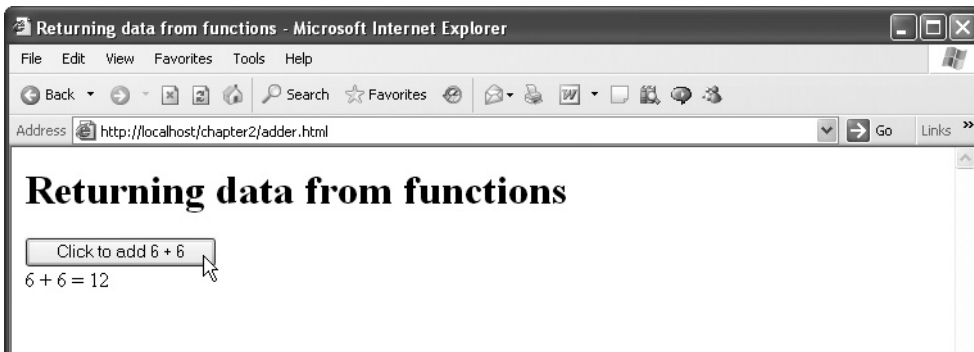 Returning data from functions - Microsoft Internet Explorer
File Edit View Favorites Tools Help
Back Search Favorites W
Address http://localhost/chapter2/adder.html Go Links »
Returning data from functions
Click to add 6 + 6
6 + 6 = 12